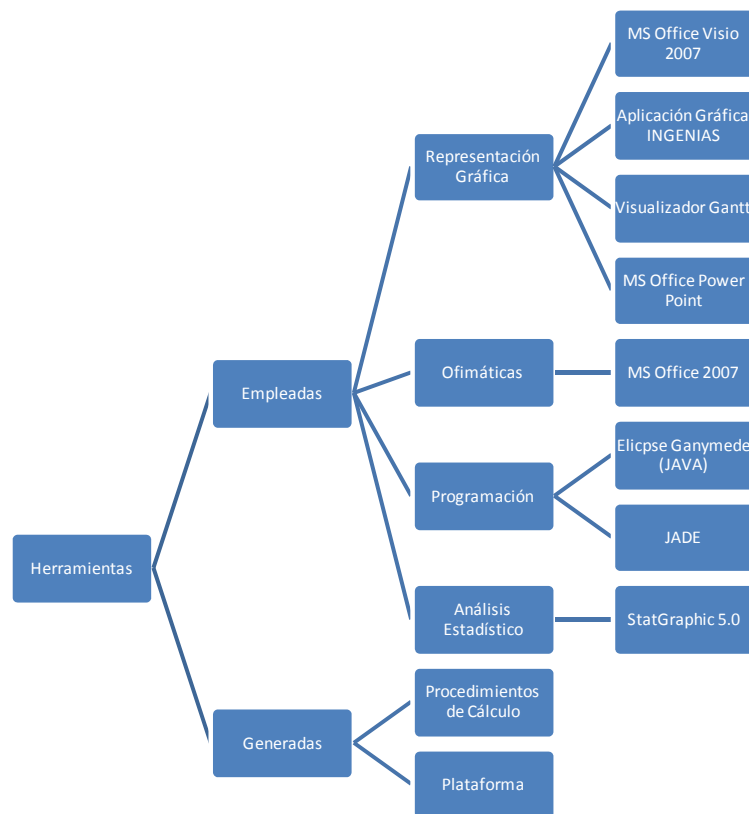 MS Office Visio
2007
Aplicación Gráfica
INGENIAS
Representación
Gráfica
Visualizador Gantt
MS Office Power
Point
Empleadas
Ofimáticas
MS Office 2007
Elicpse Ganymede
(JAVA)
Programación
JADE
Herramientas
Análisis
Estadístico
StatGraphic 5.0
Procedimientos
de Cálculo
Generadas
Plataforma